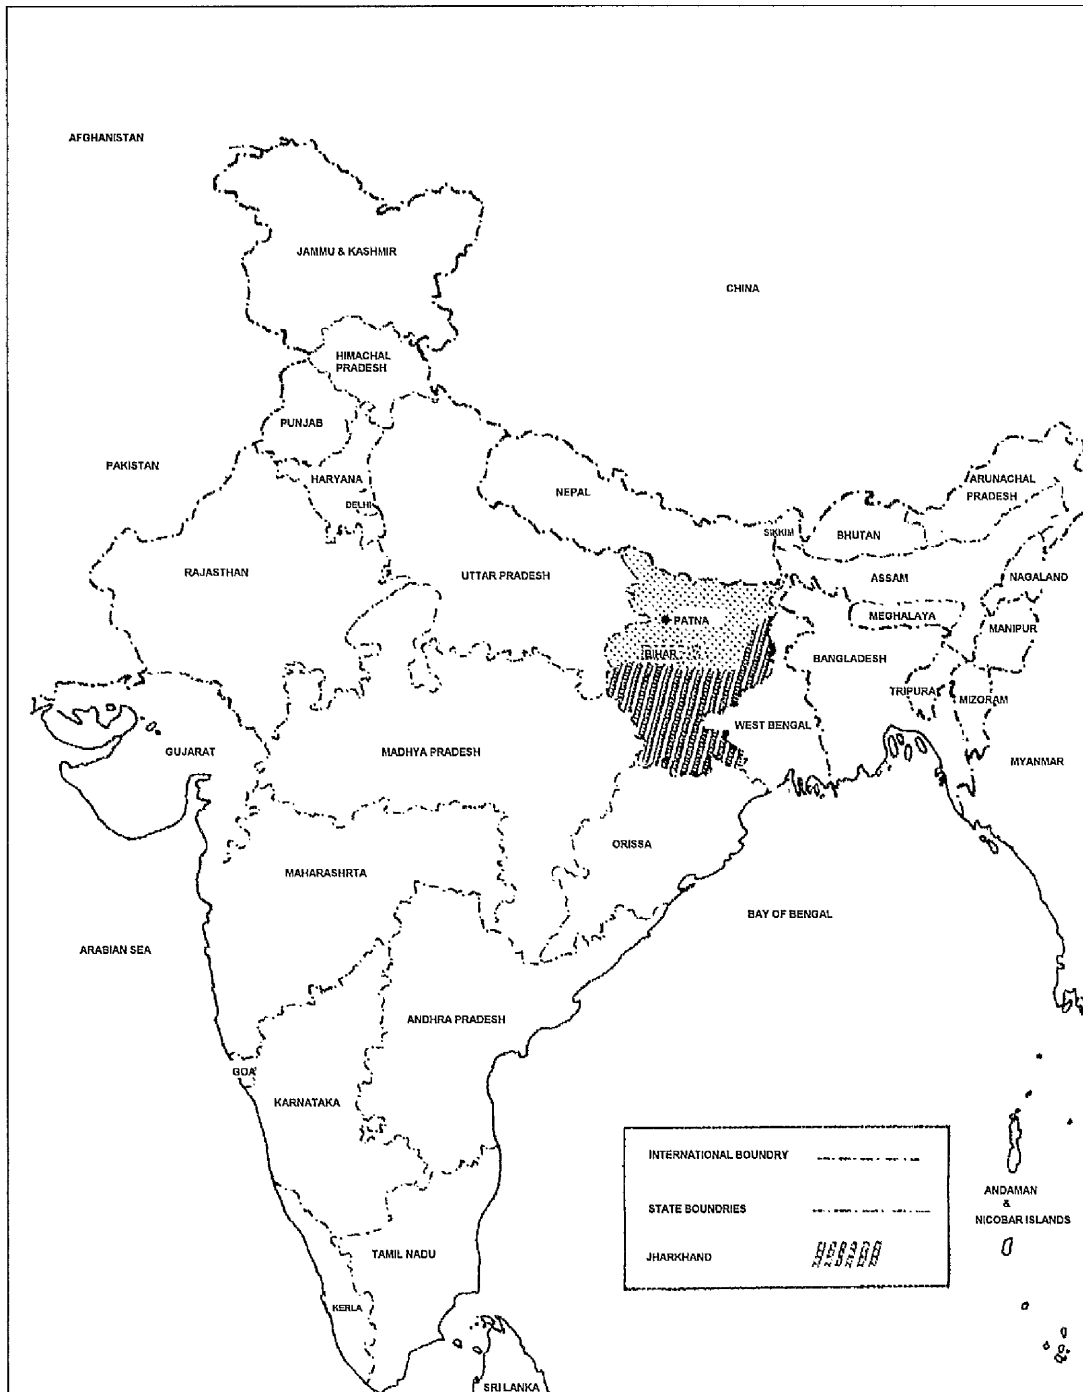 AFGHANISTAN
JAMMU & KASHMIR
CHINA
HIMACHAL
PRADESH
PUNJAB
PAKISTAN
HARYANA
DELHI
NEPAL
ARUNACHAL
PRADESH
SIKKIM
BHUTAN
RAJASTHAN
UTTAR PRADESH
ASSAM
NAGALAND
PATNA
MEGHALAYA
MANIPUR
BIHAR
BANGLADESH
TRIPURA
MIZORAM
WEST BENGAL
GUJARAT
MADHYA PRADESH
MYANMAR
ORISSA
MAHARASHRTA
BAY OF BENGAL
ARABIAN SEA
ANDHRA PRADESH
GOA
KARNATAKA
INTERNATIONAL BOUNDRY
STATE BOUNDRIES
JHARKHAND
ANDAMAN
&
NICOBAR ISLANDS
TAMIL NADU
KERLA
SRI LANKA